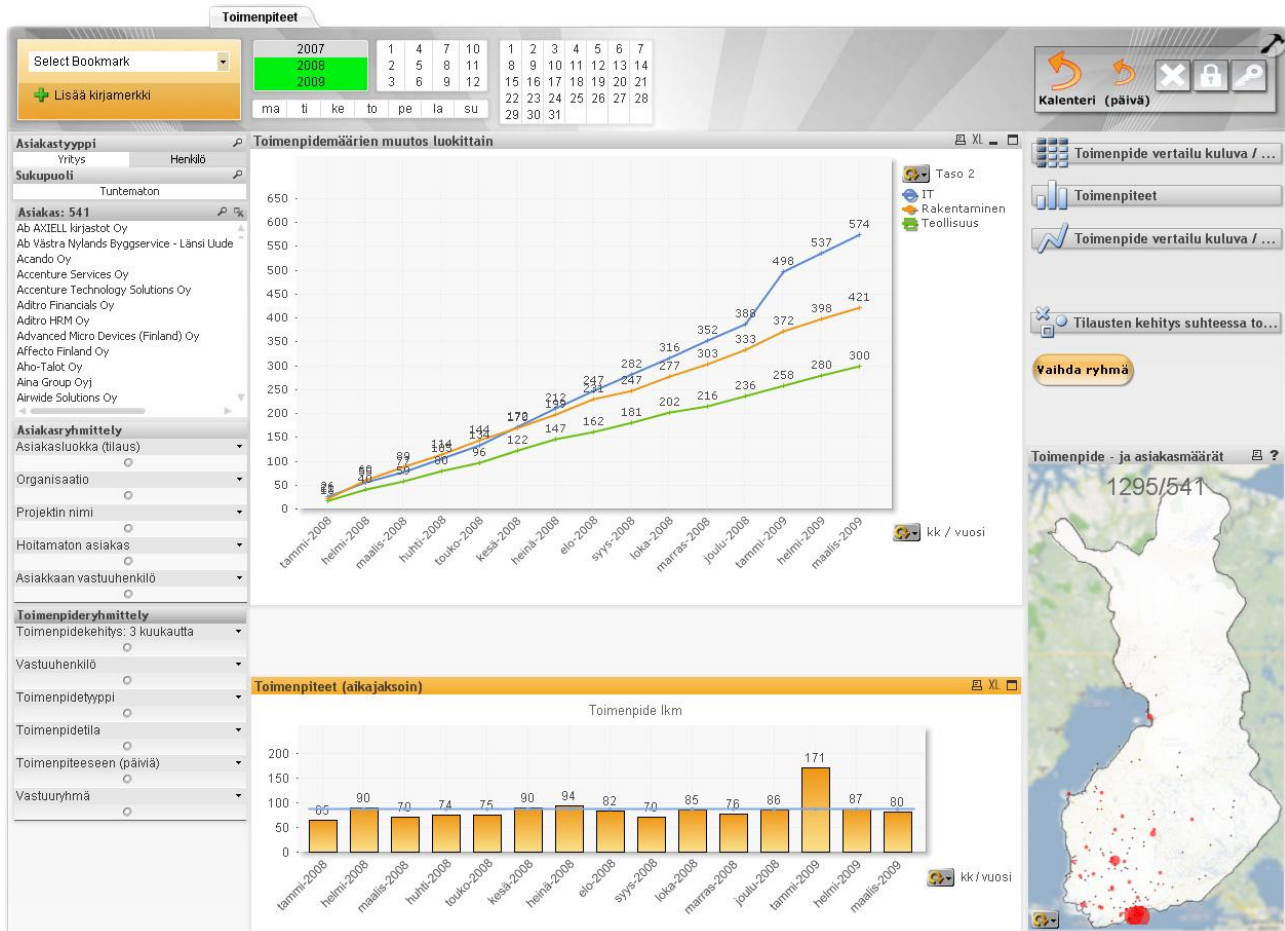 Toimenpiteet
Select Bookmark
Lisää kirjamerkki
2007
2008
2009
1 4 7 10
2 5 8 11
3 6 9 12
ma ti ke to pe la su
1 2 3 4 5 6 7
8 9 10 11 12 13 14
15 16 17 18 19 20 21
22 23 24 25 26 27 28
29 30 31
Kalenteri (päivä)
Asiakastyyppi
Yritys Henkilö
Sukupuoli
Tuntematon
Asiakas: 541
Ab AXIELL kirjastot Oy
Ab Västra Nylands Byggservice - Länsi Uude
Acando Oy
Accenture Services Oy
Accenture Technology Solutions Oy
Aditro Financials Oy
Aditro HRM Oy
Advanced Micro Devices (Finland) Oy
Affecto Finland Oy
Aho-Talot Oy
Aina Group Oyj
Airwide Solutions Oy
Asiakasryhmittely
Asiakasluokka (tilaus)
Organisaatio
Projektin nimi
Hoitamaton asiakas
Asiakkaan vastuuhenkilö
Toimenpideryhmittely
Toimenpidekehitys: 3 kuukautta
Vastuuhenkilö
Toimenpidetyyppi
Toimenpidetila
Toimenpiteeseen (päiviä)
Vastuuryhmä
Toimenpidemäärien muutos luokittain
XL
Taso 2
IT
Rakentaminen
Teollisuus
650
600
550
500
450
400
350
300
250
200
150
100
50
0
26
40
89
77
59
114
105
80
144
134
96
170
122
212
147
247
231
162
282
247
181
316
277
202
352
303
216
388
333
236
498
372
258
537
398
280
574
421
300
tammi-2008
helmi-2008
maalis-2008
huhti-2008
touko-2008
kesä-2008
heinä-2008
elo-2008
syys-2008
loka-2008
marras-2008
joulu-2008
tammi-2009
helmi-2009
maalis-2009
kk / vuosi
Toimenpiteet (aikajaksoin)
XL
Toimenpide lkm
200
150
100
50
0
65 90 70 74 75 90 94 82 70 85 76 86 171 87 80
tammi-2008
helmi-2008
maalis-2008
huhti-2008
touko-2008
kesä-2008
heinä-2008
elo-2008
syys-2008
loka-2008
marras-2008
joulu-2008
tammi-2009
helmi-2009
maalis-2009
kk/vuosi
Toimenpide vertailu kuluva / ...
Toimenpiteet
Toimenpide vertailu kuluva / ...
Tilausten kehitys suhteessa to...
Vaihda ryhmä
Toimenpide - ja asiakasmäärät ?
1295/541